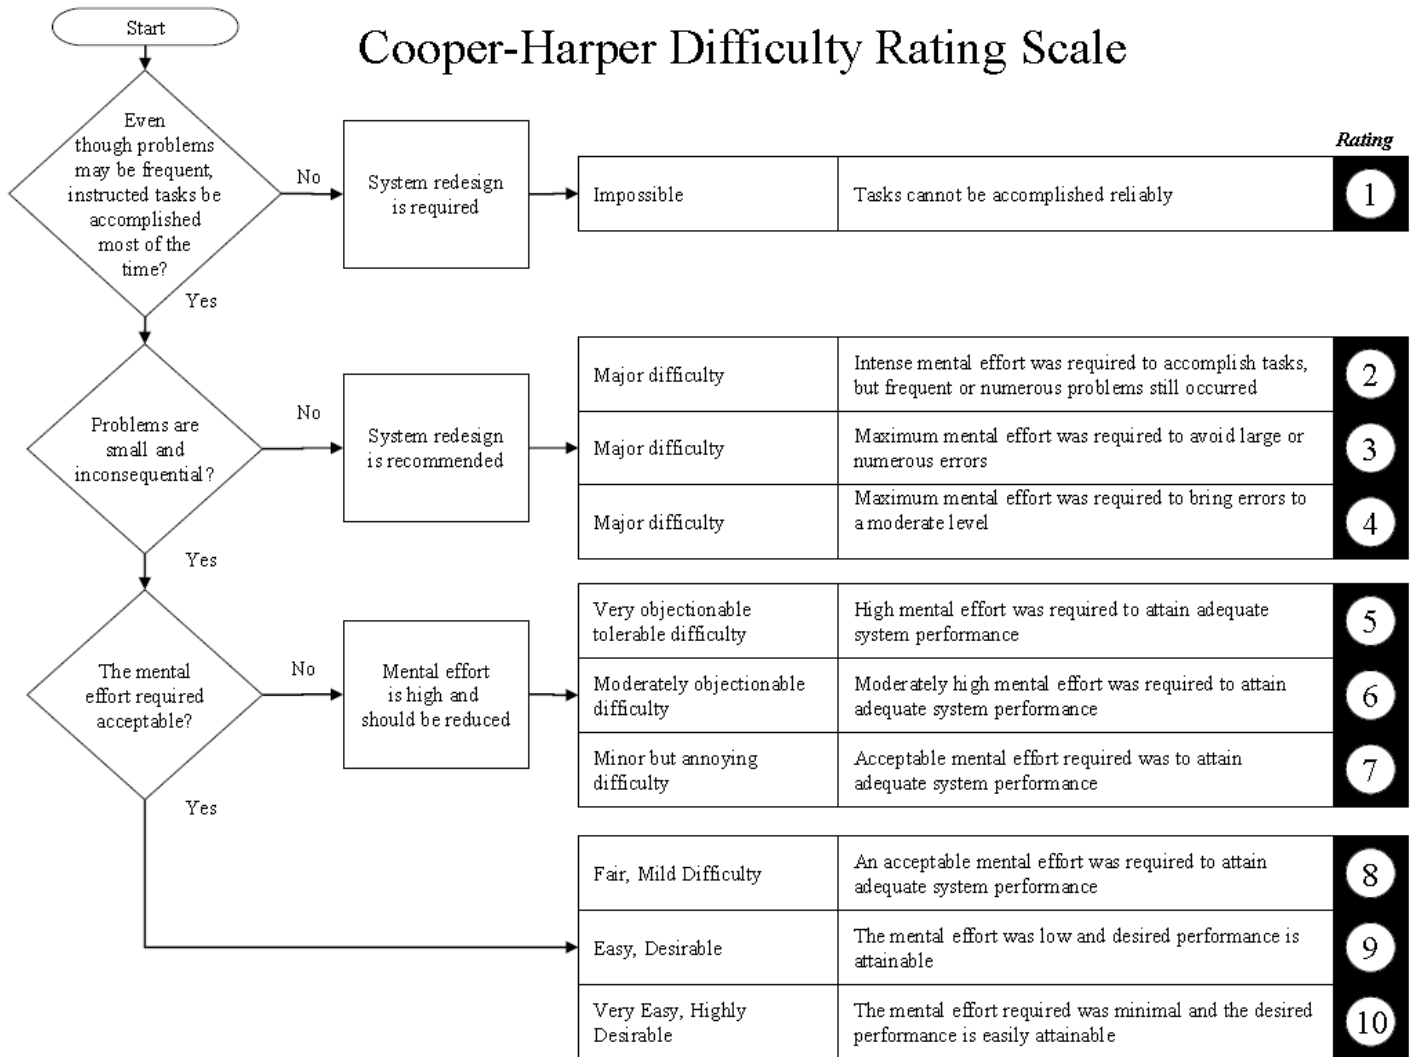 Start
Cooper-Harper Difficulty Rating Scale
Even
though problems
may be frequent,
instructed tasks be
accomplished
most of the
time?
No
System redesign
is required
Rating
Impossible
Tasks cannot be accomplished reliably
1
Yes
Problems are
small and
inconsequential?
No
System redesign
is recommended
Major difficulty
Intense mental effort was required to accomplish tasks,
but frequent or numerous problems still occurred
2
Major difficulty
Maximum mental effort was required to avoid large or
numerous errors
3
Major difficulty
Maximum mental effort was required to bring errors to
a moderate level
4
Yes
The mental
effort required
acceptable?
No
Mental effort
is high and
should be reduced
Very objectionable
tolerable difficulty
High mental effort was required to attain adequate
system performance
5
Moderately objectionable
difficulty
Moderately high mental effort was required to attain
adequate system performance
6
Minor but annoying
difficulty
Acceptable mental effort required was to attain
adequate system performance
7
Yes
Fair, Mild Difficulty
An acceptable mental effort was required to attain
adequate system performance
8
Easy, Desirable
The mental effort was low and desired performance is
attainable
9
Very Easy, Highly
Desirable
The mental effort required was minimal and the desired
performance is easily attainable
10